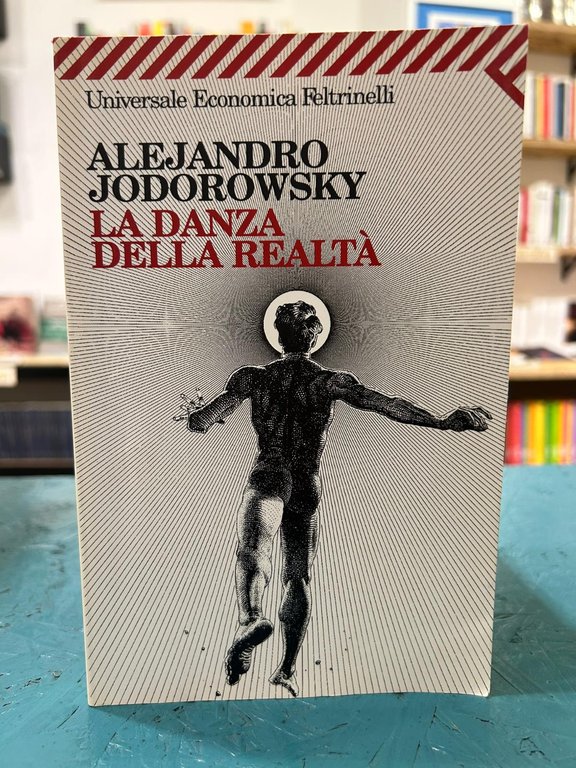 Universale Economica Feltrinelli
ALEJANDRO
JODOROWSKY
LA DANZA
DELLA REALTÀ